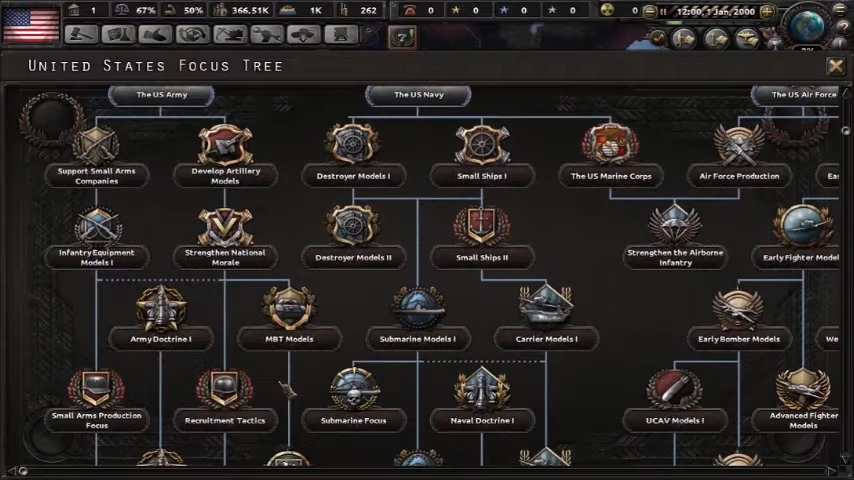 1
67%
50%
366.51K
1K
262
0
0
0
0
0
12:00, 1 Jan, 2000
United States Focus Tree
The US Army
The US Navy
The US Air Force
Support Small Arms
Companies
Develop Artillery
Models
Destroyer Models I
Small Ships I
The US Marine Corps
Air Force Production
Infantry Equipment
Models I
Strengthen National
Morale
Destroyer Models II
Small Ships II
Strengthen the Airborne
Infantry
Early Fighter Model
Army Doctrine I
MBT Models
Submarine Models I
Carrier Models I
Early Bomber Models
We
Small Arms Production
Focus
Recruitment Tactics
Submarine Focus
Naval Doctrine I
UCAV Models I
Advanced Fighter
Models